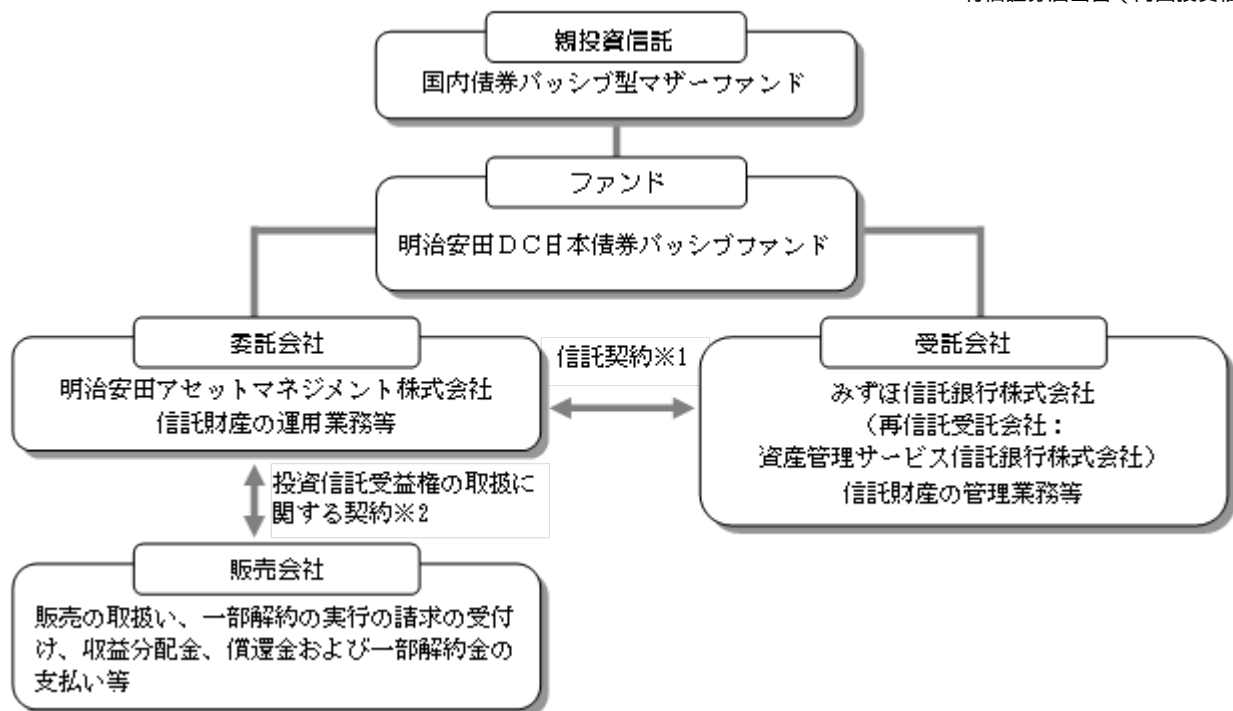 親投資信託
国内債券パッシブ型マザーファンド
ファンド
明治安田DC日本債券パッシブファンド
委託会社
明治安田アセットマネジメント株式会社
信託財産の運用業務等
信託契約※1
受託会社
みずほ信託銀行株式会社
(再信託受託会社:
資産管理サービス信託銀行株式会社)
信託財産の管理業務等
投資信託受益権の取扱に
関する契約※2
販売会社
販売の取扱い、一部解約の実行の請求の受付
け、収益分配金、償還金および一部解約金の
支払い等